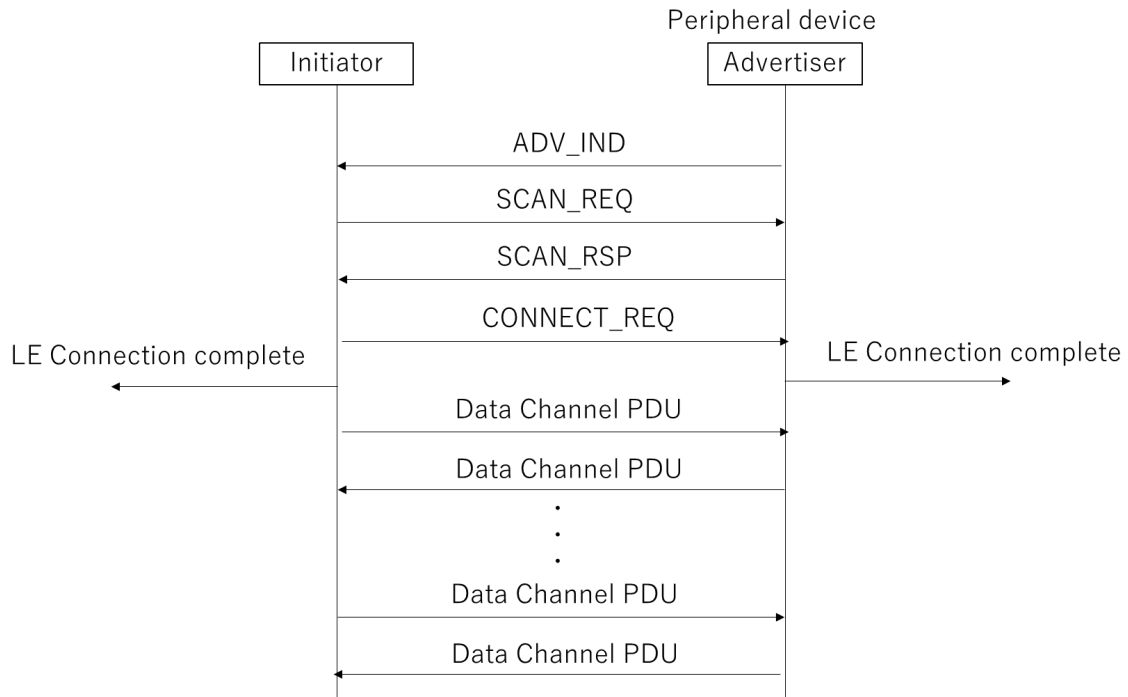 Peripheral device
Initiator
Advertiser
ADV_IND
SCAN_REQ
SCAN_RSP
CONNECT_REQ
LE Connection complete
LE Connection complete
Data Channel PDU
Data Channel PDU
Data Channel PDU
Data Channel PDU